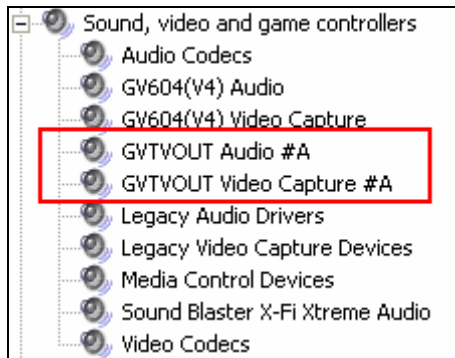 Sound, video and game controllers
Audio Codecs
GV604(V4) Audio
GV604(V4) Video Capture
GVTVOUT Audio #A
GVTVOUT Video Capture #A
Legacy Audio Drivers
Legacy Video Capture Devices
Media Control Devices
Sound Blaster X-Fi Xtreme Audio
Video Codecs